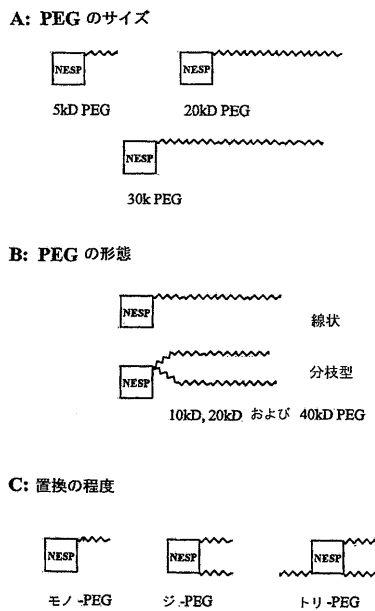 A: PEG のサイズ
NESP NESP
5kD PEG 20kD PEG
NESP
30k PEG
B: PEG の形態
NESP
線状
NESP
分枝型
10kD, 20kD および 40kD PEG
C: 置換の程度
NESP NESP NESP
モノ-PEG ジ-PEG トリ-PEG